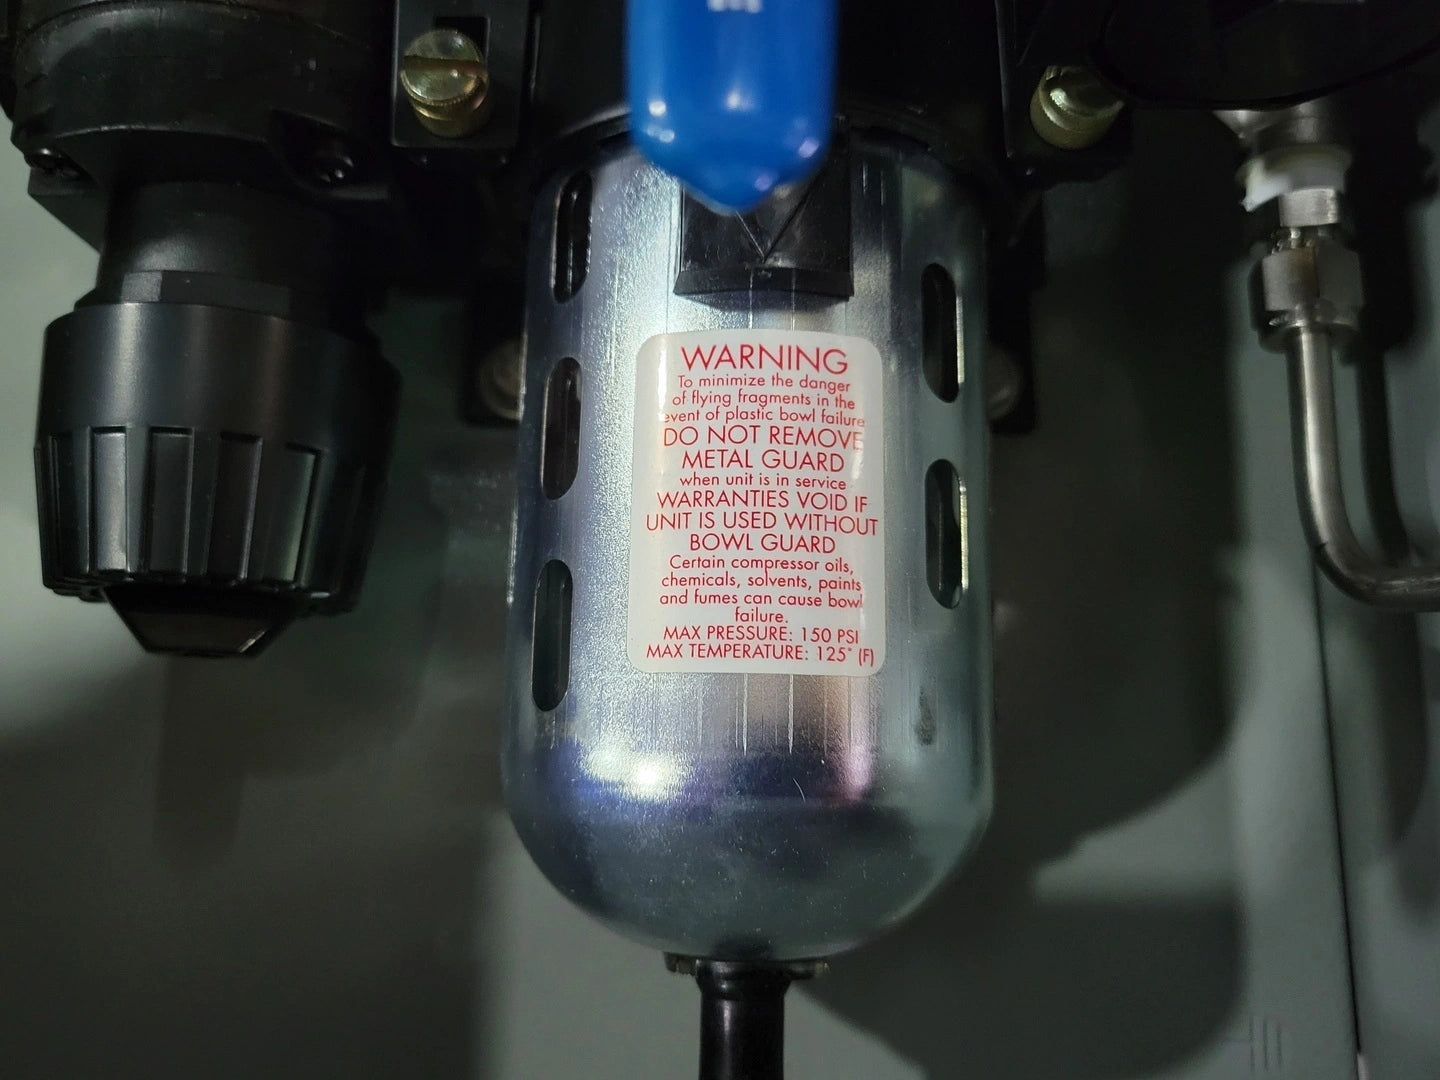 WARNING
To minimize the danger
of flying fragments in the
event of plastic bowl failure
DO NOT REMOVE
METAL GUARD
when unit is in service
WARRANTIES VOID IF
UNIT IS USED WITHOUT
BOWL GUARD
Certain compressor oils,
chemicals, solvents, paints
and fumes can cause bowl
failure.
MAX PRESSURE: 150 PSI
MAX TEMPERATURE: 125° (F)